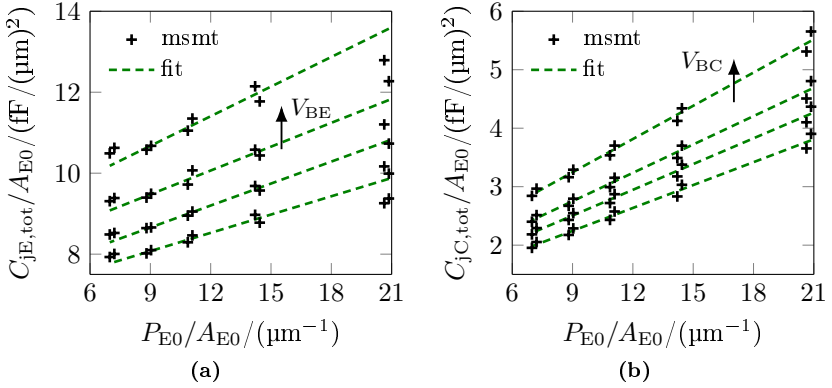 C_jE,tot/A_E0/(fF/(µm)²)
14
12
10
8
msmt
fit
V_BE
6 9 12 15 18 21
P_E0/A_E0/(µm⁻¹)
(a)
C_jC,tot/A_E0/(fF/(µm)²)
6
5
4
3
2
msmt
fit
V_BC
6 9 12 15 18 21
P_E0/A_E0/(µm⁻¹)
(b)